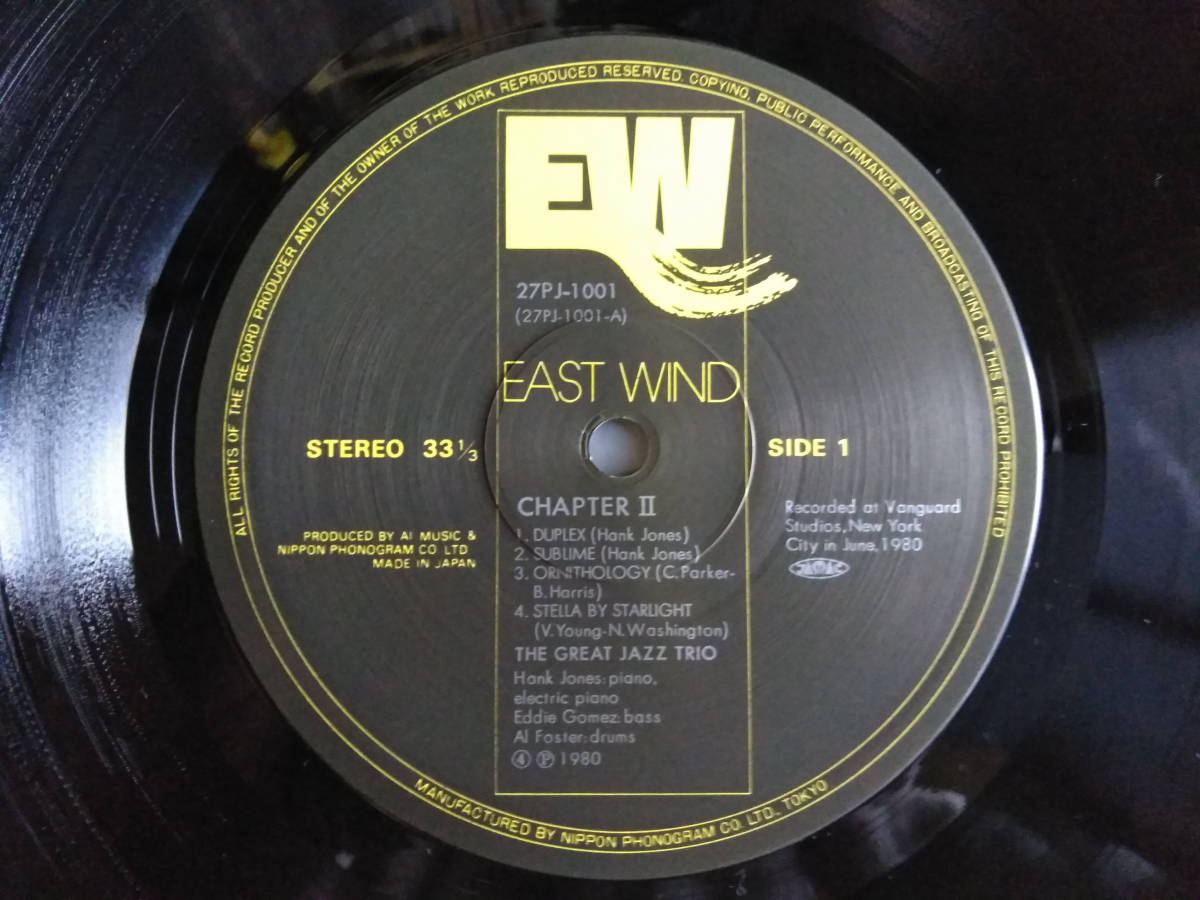 ALL RIGHTS OF THE RECORD PRODUCER AND OF THE OWNER OF THE WORK REPRODUCED RESERVED. COPYING, PUBLIC PERFORMANCE AND BROADCASTING OF THIS RECORD PROHIBITED
EW
27PJ-1001
(27PJ-1001-A)
EAST WIND
STEREO 33 1/3
SIDE 1
PRODUCED BY AI MUSIC &
NIPPON PHONOGRAM CO LTD
MADE IN JAPAN
CHAPTER II
1. DUPLEX (Hank Jones)
2. SUBLIME (Hank Jones)
3. ORNITHOLOGY (C. Parker-
B. Harris)
4. STELLA BY STARLIGHT
(V. Young-N. Washington)
THE GREAT JAZZ TRIO
Hank Jones: piano,
electric piano
Eddie Gomez: bass
Al Foster: drums
④ Ⓟ 1980
Recorded at Vanguard
Studios, New York
City in June, 1980
JASRAC
MANUFACTURED BY NIPPON PHONOGRAM CO. LTD., TOKYO